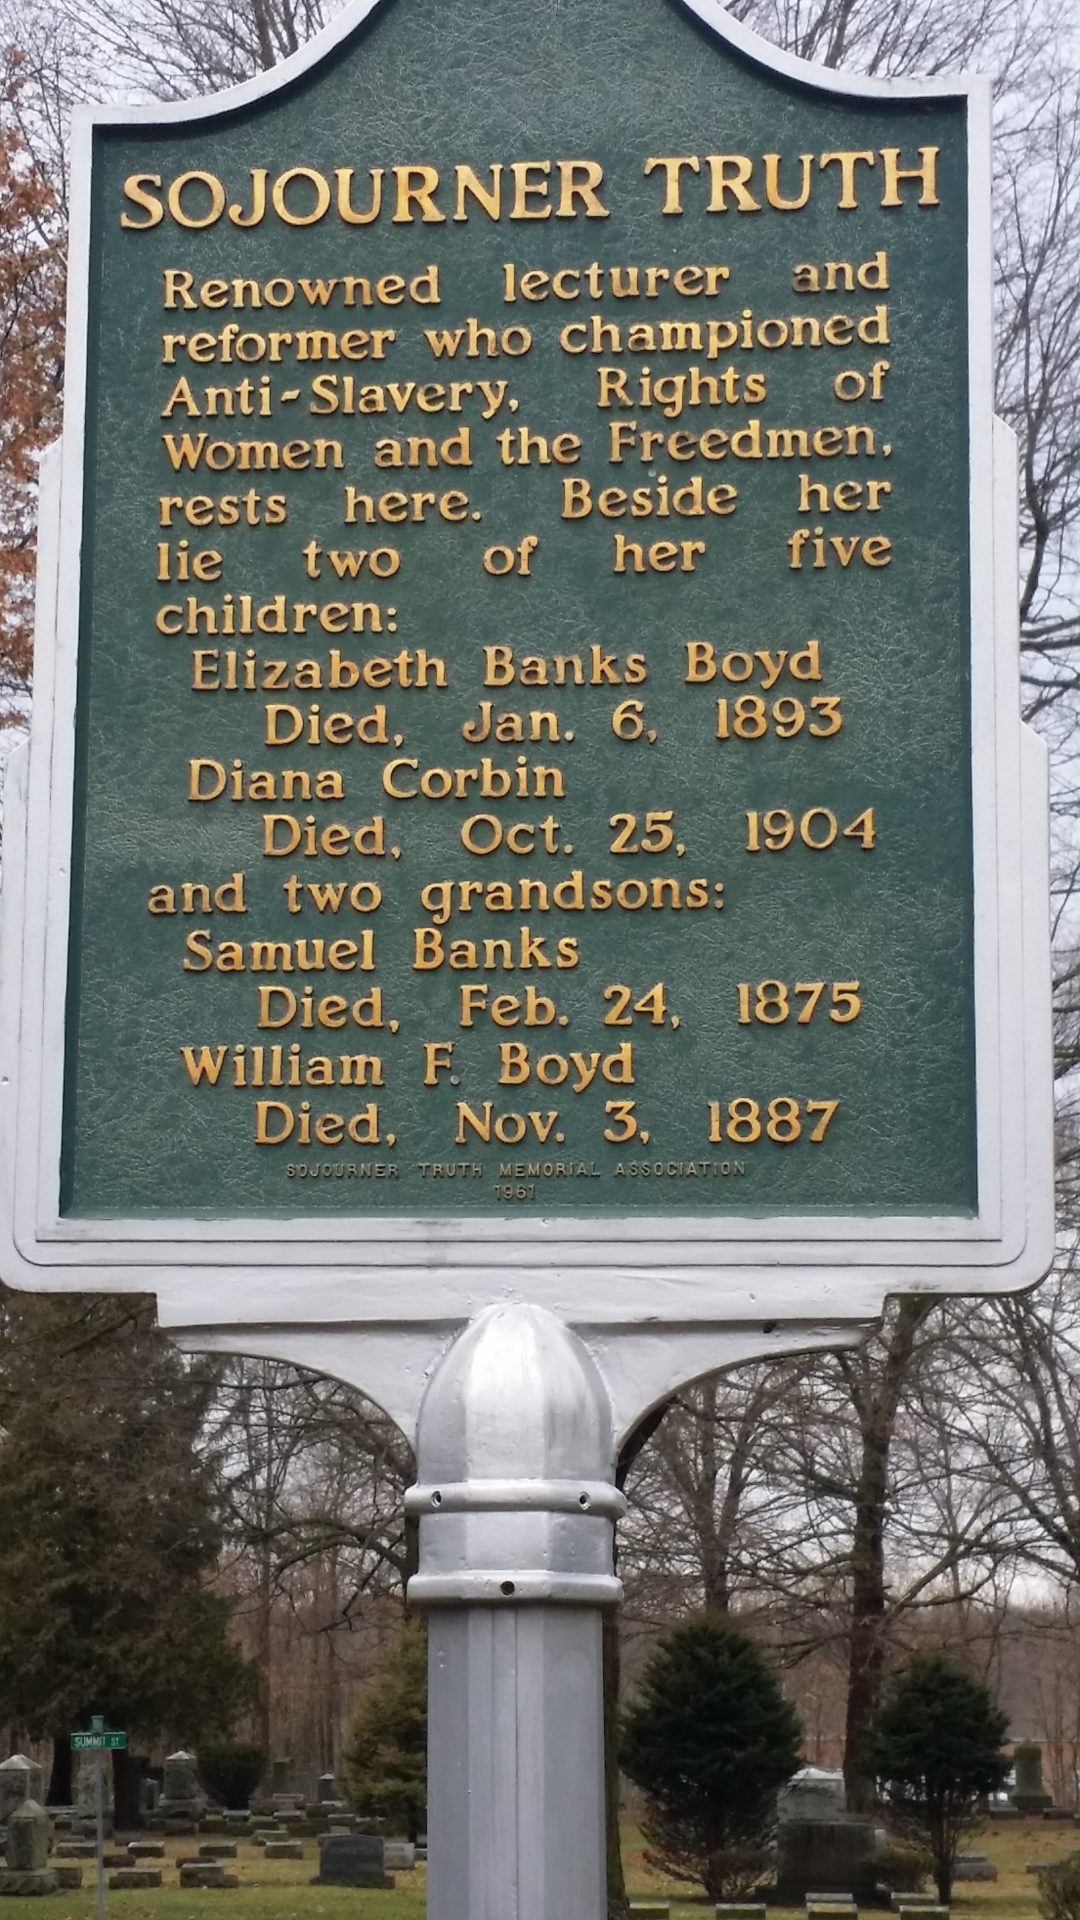 SOJOURNER TRUTH
Renowned lecturer and
reformer who championed
Anti-Slavery, Rights of
Women and the Freedmen,
rests here. Beside her
lie two of her five
children:
Elizabeth Banks Boyd
Died, Jan. 6, 1893
Diana Corbin
Died, Oct. 25, 1904
and two grandsons:
Samuel Banks
Died, Feb. 24, 1875
William F. Boyd
Died, Nov. 3, 1887
SOJOURNER TRUTH MEMORIAL ASSOCIATION
1961
SUMMIT ST